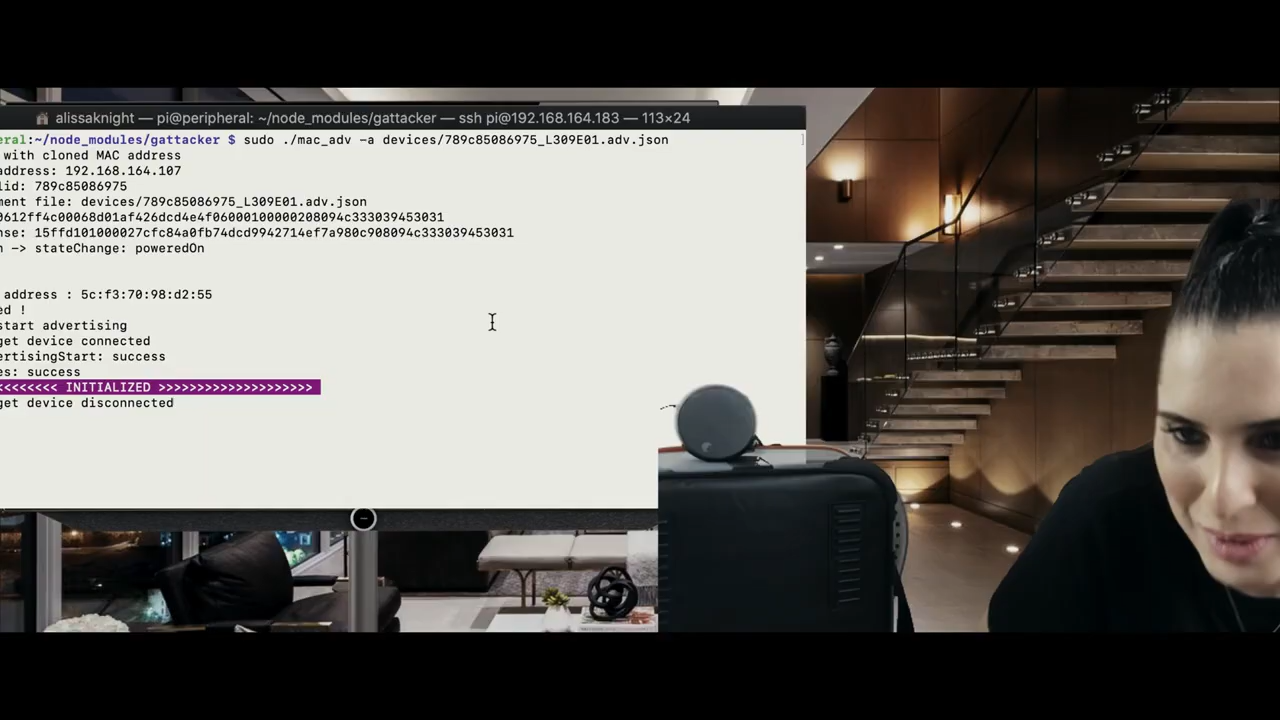 alissaknight — pi@peripheral: ~/node_modules/gattacker — ssh pi@192.168.164.183 — 113×24
eral:~/node_modules/gattacker $ sudo ./mac_adv -a devices/789c85086975_L309E01.adv.json
with cloned MAC address
address: 192.168.164.107
lid: 789c85086975
ment file: devices/789c85086975_L309E01.adv.json
0612ff4c00068d01af426dcd4e4f06000100000208094c333039453031
nse: 15ffd101000027cfc84a0fb74dcd9942714ef7a980c908094c333039453031
n -> stateChange: poweredOn
address : 5c:f3:70:98:d2:55
ed !
start advertising
get device connected
ertisingStart: success
es: success
<<<<<<<< INITIALIZED >>>>>>>>>>>>>>>>>>>>
get device disconnected